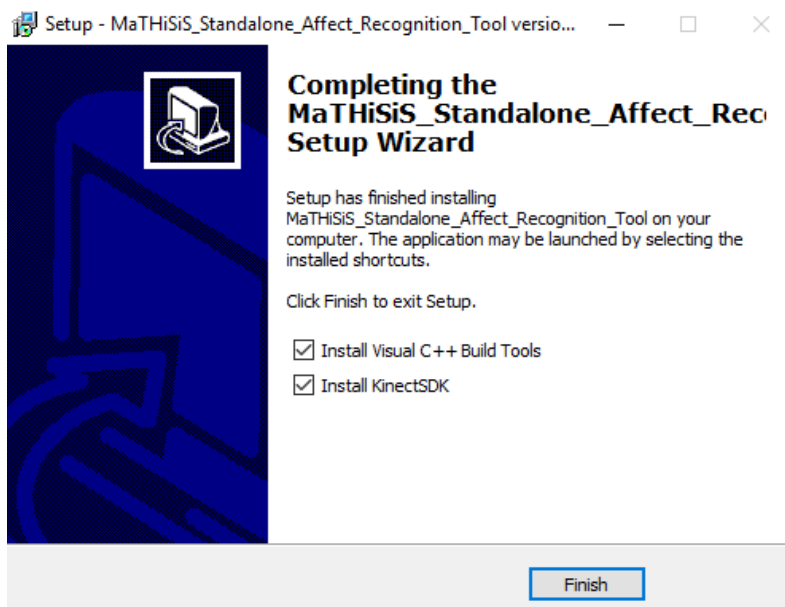 Setup - MaTHiSiS_Standalone_Affect_Recognition_Tool versio...
Completing the
MaTHiSiS_Standalone_Affect_Rec
Setup Wizard
Setup has finished installing
MaTHiSiS_Standalone_Affect_Recognition_Tool on your
computer. The application may be launched by selecting the
installed shortcuts.
Click Finish to exit Setup.
Install Visual C++ Build Tools
Install KinectSDK
Finish